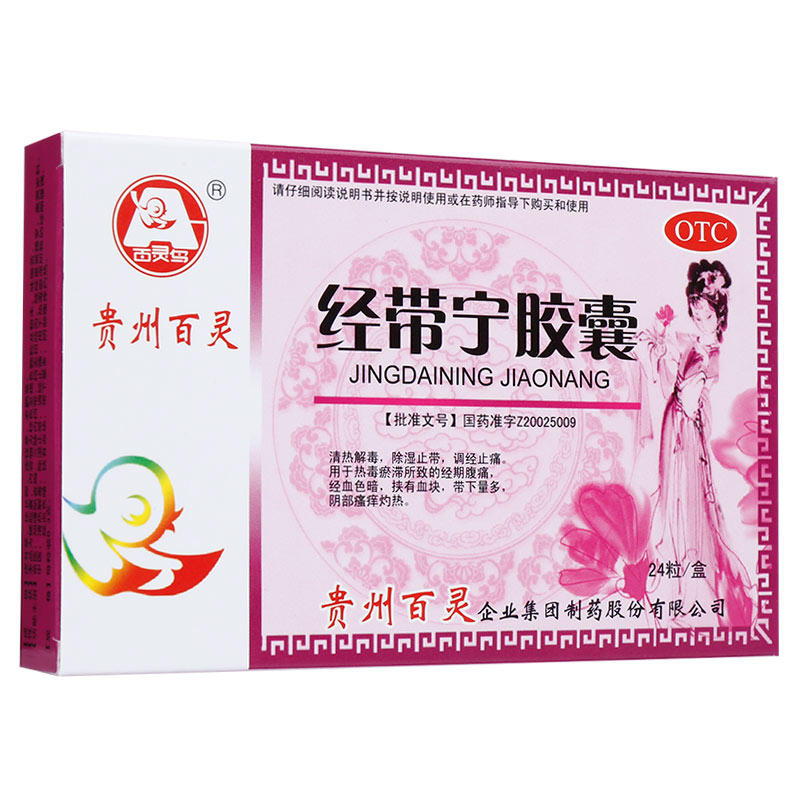 百灵鸟
®
贵州百灵
请仔细阅读说明书并按说明使用或在药师指导下购买和使用
OTC
经带宁胶囊
JINGDAINING JIAONANG
【批准文号】国药准字Z20025009
清热解毒，除湿止带，调经止痛。
用于热毒瘀滞所致的经期腹痛，
经血色暗，挟有血块，带下量多，
阴部瘙痒灼热。
24粒/盒
贵州百灵企业集团制药股份有限公司